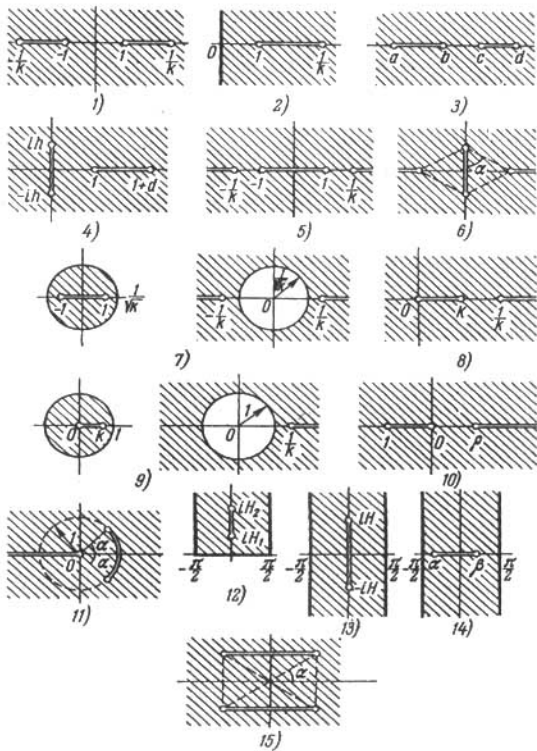 -1/k -1 1 1/k
1)
0 1 1/k
2)
a b c d
3)
ih
-ih 1 1+d
4)
-1/k -1 1 1/k
5)
α
6)
-1 1 1/√k
-1/k 0 1/k
7)
0 k 1/k
8)
0 k 1
1 0 1/k
9)
1 0 p
10)
1
0 α α
11)
iH₂
iH₁
-π/2 π/2
12)
iH
-iH
-π/2 π/2
13)
-π/2 α β π/2
14)
α
15)